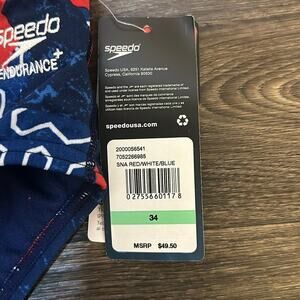 speedo
ENDURANCE+
speedo
Speedo USA, 6251 Katella Avenue
Cypress, California 90630
speedousa.com
2000056541
7052266985
SNA RED/WHITE/BLUE
0 27556 60117 8
34
MSRP $49.50